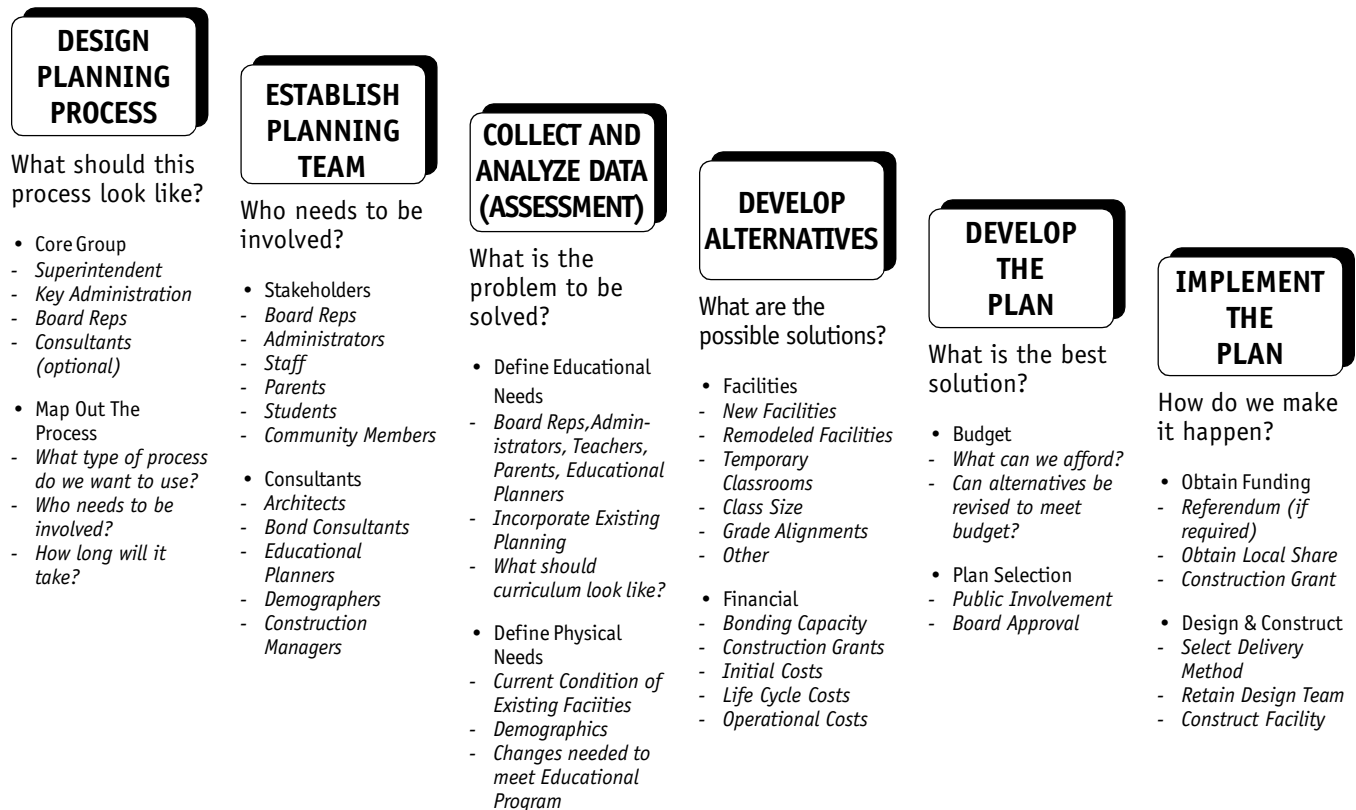 DESIGN
PLANNING
PROCESS
What should this
process look like?
• Core Group
- Superintendent
- Key Administration
- Board Reps
- Consultants
(optional)
• Map Out The
Process
- What type of process
do we want to use?
- Who needs to be
involved?
- How long will it
take?
ESTABLISH
PLANNING
TEAM
Who needs to be
involved?
• Stakeholders
- Board Reps
- Administrators
- Staff
- Parents
- Students
- Community Members
• Consultants
- Architects
- Bond Consultants
- Educational
Planners
- Demographers
- Construction
Managers
COLLECT AND
ANALYZE DATA
(ASSESSMENT)
What is the
problem to be
solved?
• Define Educational
Needs
- Board Reps,Admin-
istrators, Teachers,
Parents, Educational
Planners
- Incorporate Existing
Planning
- What should
curriculum look like?
• Define Physical
Needs
- Current Condition of
Existing Faciities
- Demographics
- Changes needed to
meet Educational
Program
DEVELOP
ALTERNATIVES
What are the
possible solutions?
• Facilities
- New Facilities
- Remodeled Facilities
- Temporary
Classrooms
- Class Size
- Grade Alignments
- Other
• Financial
- Bonding Capacity
- Construction Grants
- Initial Costs
- Life Cycle Costs
- Operational Costs
DEVELOP
THE
PLAN
What is the best
solution?
• Budget
- What can we afford?
- Can alternatives be
revised to meet
budget?
• Plan Selection
- Public Involvement
- Board Approval
IMPLEMENT
THE
PLAN
How do we make
it happen?
• Obtain Funding
- Referendum (if
required)
- Obtain Local Share
- Construction Grant
• Design & Construct
- Select Delivery
Method
- Retain Design Team
- Construct Facility